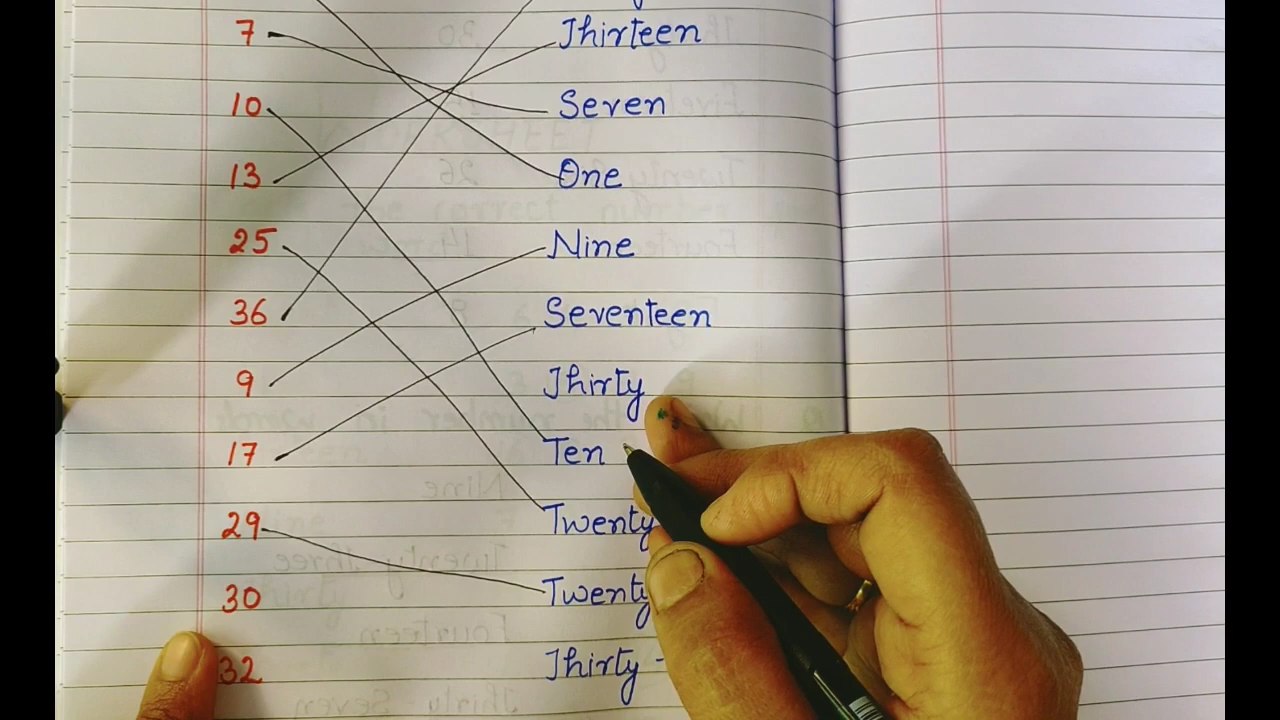 7 Thirteen
10 Seven
13 One
25 Nine
36 Seventeen
9 Thirty
17 Ten
29 Twenty
30 Twenty
32 Thirty -